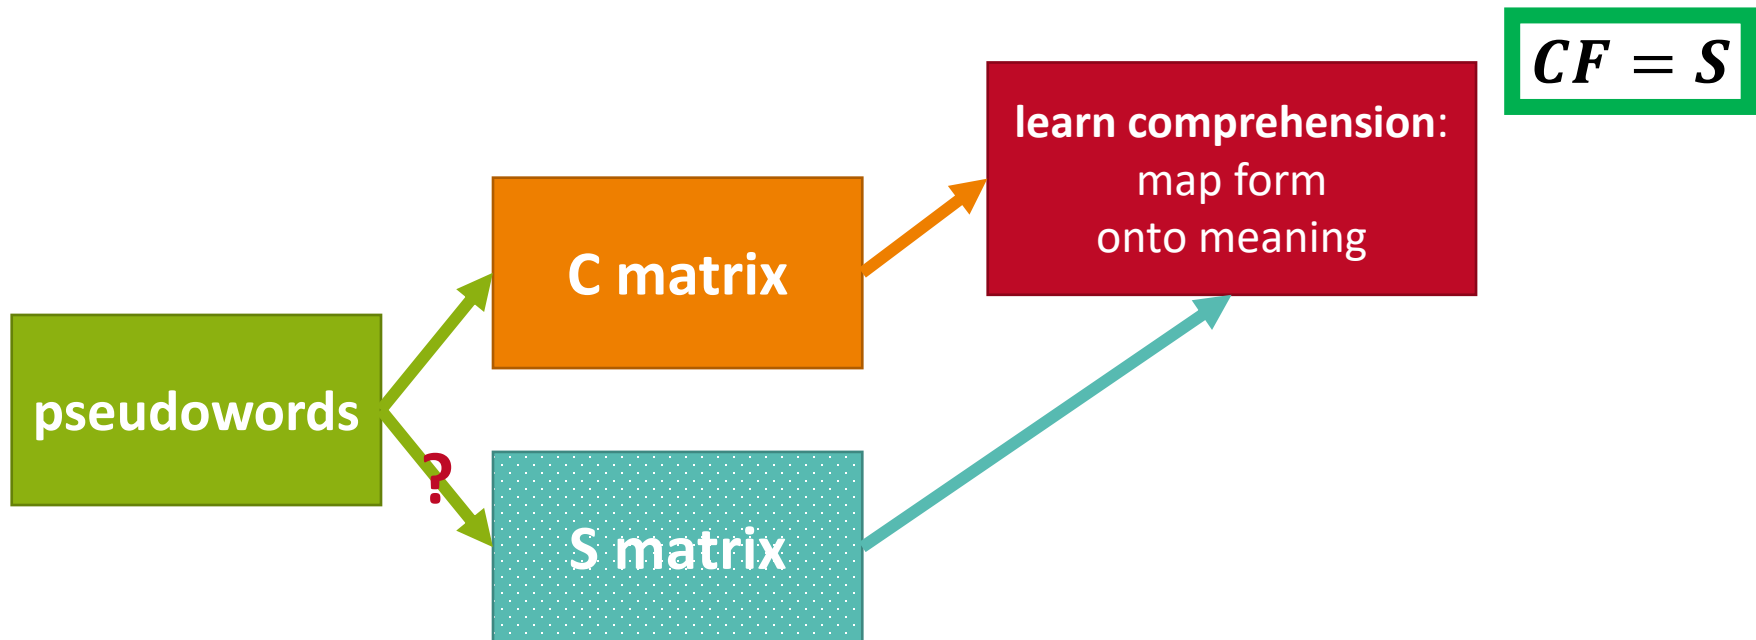 CF = S
learn comprehension:
map form
onto meaning
C matrix
pseudowords
?
S matrix